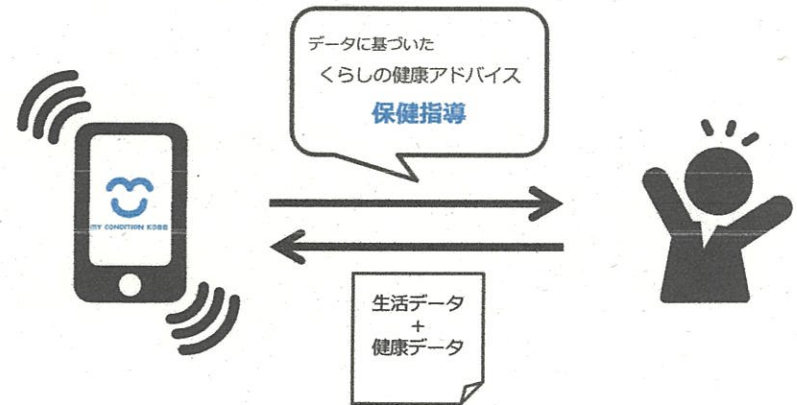 データに基づいた
くらしの健康アドバイス
保健指導
MY CONDITION KOBE
生活データ
+
健康データ